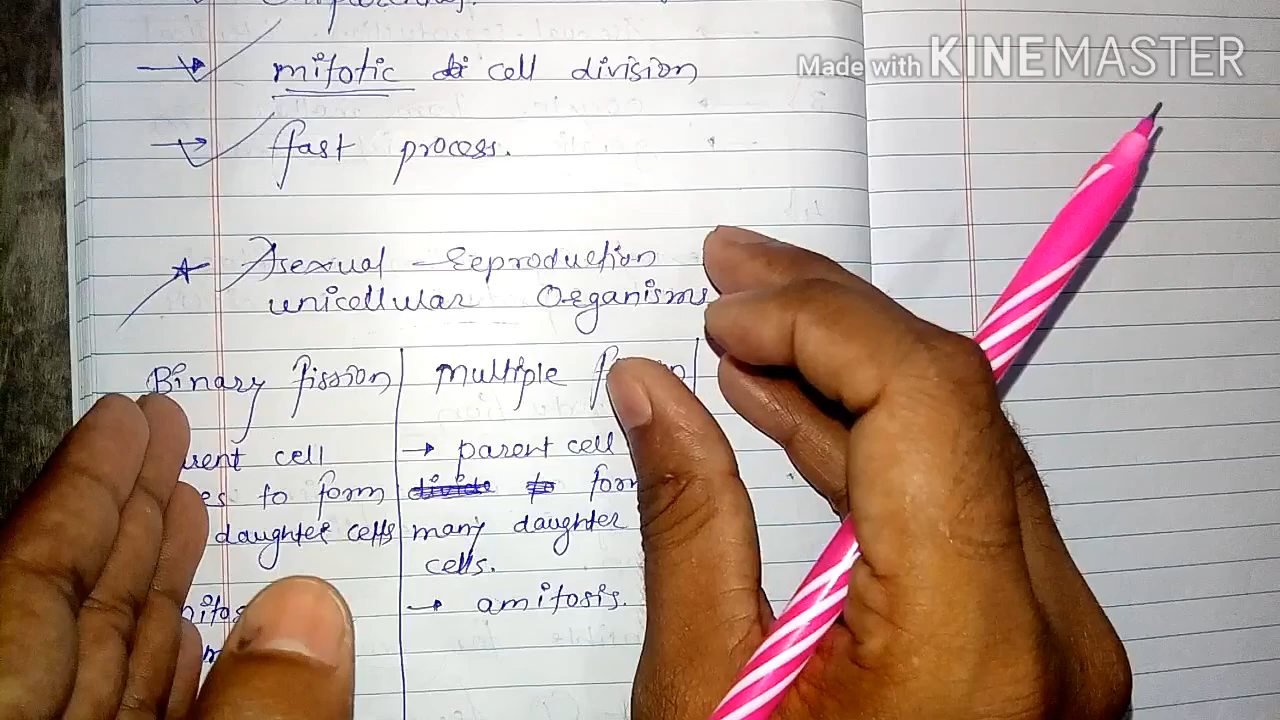 Made with KINEMASTER
mitotic cell division
fast process.
Asexual Reproduction
unicellular Organisms
Binary fission
multiple
cell
→ parent cell
to form
daughter cells
many daughter
cells.
→ amitosis.